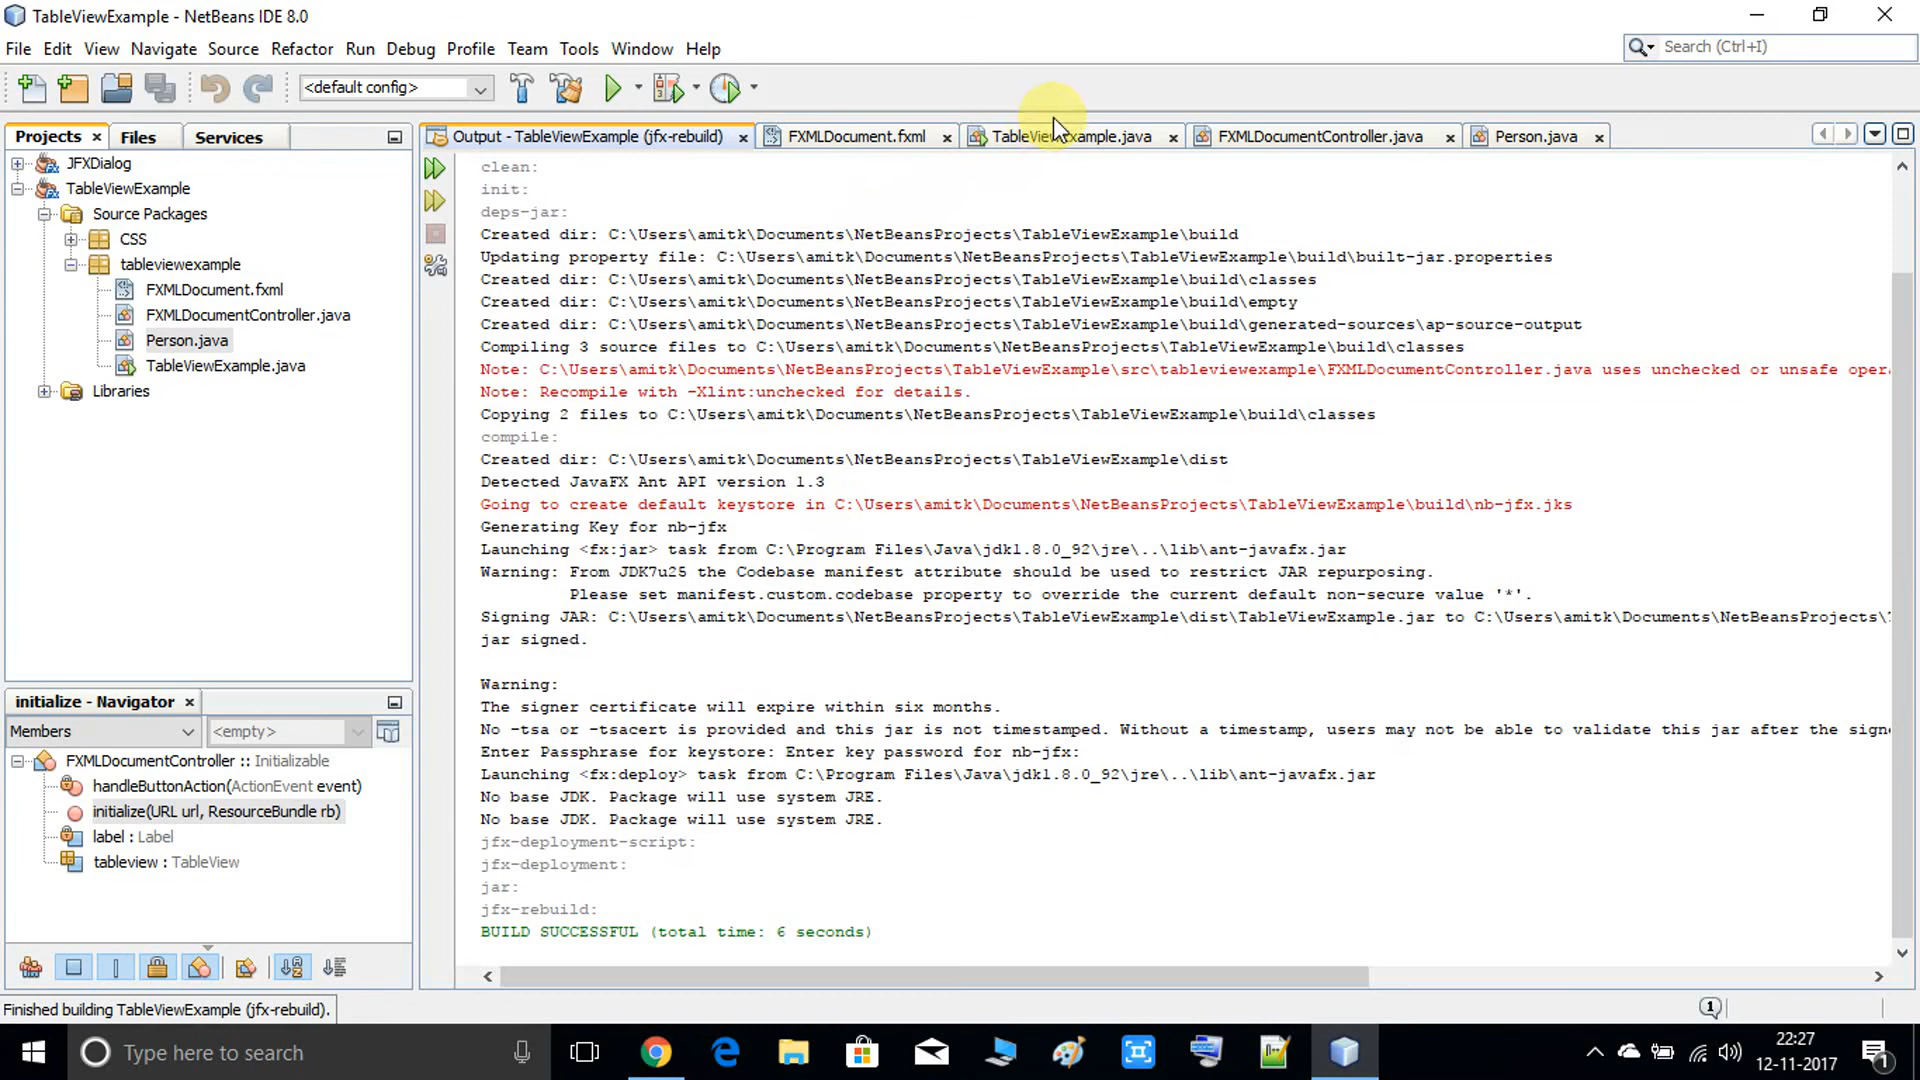 TableViewExample - NetBeans IDE 8.0
File Edit View Navigate Source Refactor Run Debug Profile Team Tools Window Help
Search (Ctrl+I)
<default config>
Projects Files Services
Output - TableViewExample (jfx-rebuild) FXMLDocument.fxml TableViewExample.java FXMLDocumentController.java Person.java
JFXDialog
TableViewExample
Source Packages
CSS
tableviewexample
FXMLDocument.fxml
FXMLDocumentController.java
Person.java
TableViewExample.java
Libraries
clean:
init:
deps-jar:
Created dir: C:\Users\amitk\Documents\NetBeansProjects\TableViewExample\build
Updating property file: C:\Users\amitk\Documents\NetBeansProjects\TableViewExample\build\built-jar.properties
Created dir: C:\Users\amitk\Documents\NetBeansProjects\TableViewExample\build\classes
Created dir: C:\Users\amitk\Documents\NetBeansProjects\TableViewExample\build\empty
Created dir: C:\Users\amitk\Documents\NetBeansProjects\TableViewExample\build\generated-sources\ap-source-output
Compiling 3 source files to C:\Users\amitk\Documents\NetBeansProjects\TableViewExample\build\classes
Note: C:\Users\amitk\Documents\NetBeansProjects\TableViewExample\src\tableviewexample\FXMLDocumentController.java uses unchecked or unsafe oper
Note: Recompile with -Xlint:unchecked for details.
Copying 2 files to C:\Users\amitk\Documents\NetBeansProjects\TableViewExample\build\classes
compile:
Created dir: C:\Users\amitk\Documents\NetBeansProjects\TableViewExample\dist
Detected JavaFX Ant API version 1.3
Going to create default keystore in C:\Users\amitk\Documents\NetBeansProjects\TableViewExample\build\nb-jfx.jks
Generating Key for nb-jfx
Launching <fx:jar> task from C:\Program Files\Java\jdk1.8.0_92\jre\..\lib\ant-javafx.jar
Warning: From JDK7u25 the Codebase manifest attribute should be used to restrict JAR repurposing.
Please set manifest.custom.codebase property to override the current default non-secure value '*'.
Signing JAR: C:\Users\amitk\Documents\NetBeansProjects\TableViewExample\dist\TableViewExample.jar to C:\Users\amitk\Documents\NetBeansProjects\
jar signed.
Warning:
The signer certificate will expire within six months.
No -tsa or -tsacert is provided and this jar is not timestamped. Without a timestamp, users may not be able to validate this jar after the signe
Enter Passphrase for keystore: Enter key password for nb-jfx:
Launching <fx:deploy> task from C:\Program Files\Java\jdk1.8.0_92\jre\..\lib\ant-javafx.jar
No base JDK. Package will use system JRE.
No base JDK. Package will use system JRE.
jfx-deployment-script:
jfx-deployment:
jar:
jfx-rebuild:
BUILD SUCCESSFUL (total time: 6 seconds)
initialize - Navigator
Members <empty>
FXMLDocumentController :: Initializable
handleButtonAction(ActionEvent event)
initialize(URL url, ResourceBundle rb)
label : Label
tableview : TableView
Finished building TableViewExample (jfx-rebuild).
1
Type here to search
22:27
12-11-2017
1